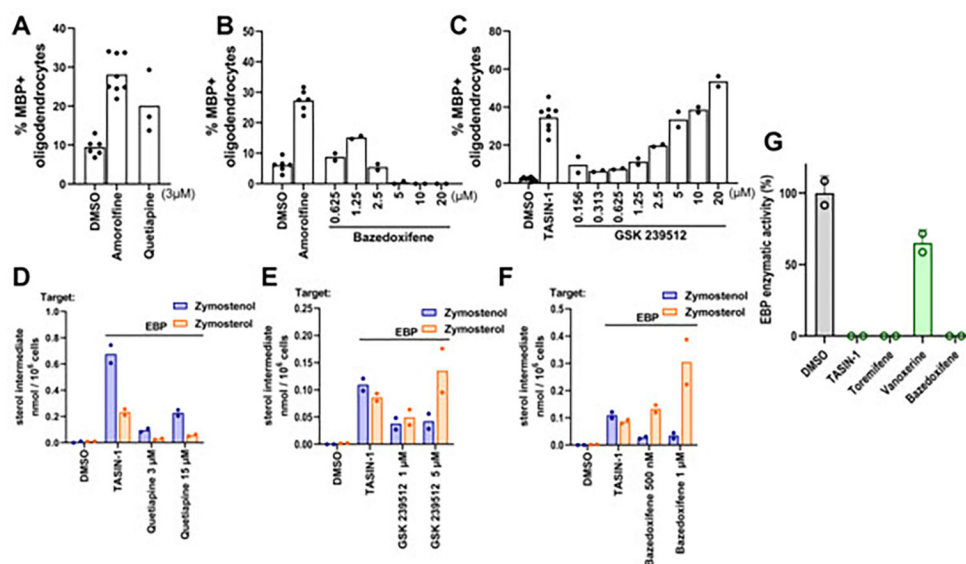 A
% MBP+
oligodendrocytes
40
30
20
10
0
DMSO
Amorolfine
Quetiapine
(3µM)
B
% MBP+
oligodendrocytes
50
40
30
20
10
0
DMSO
Amorolfine
0.625
1.25
2.5
5
10
20
(µM)
Bazedoxifene
C
% MBP+
oligodendrocytes
80
60
40
20
0
DMSO
TASIN-1
0.156
0.313
0.625
1.25
2.5
5
10
20
(µM)
GSK 239512
D
Target:
Zymostenol
Zymosterol
EBP
sterol intermediate
nmol / 10⁶ cells
1.0
0.8
0.6
0.4
0.2
0.0
DMSO
TASIN-1
Quetiapine 3 µM
Quetiapine 15 µM
E
Target:
Zymostenol
Zymosterol
EBP
sterol intermediate
nmol / 10⁶ cells
0.25
0.20
0.15
0.10
0.05
0.00
DMSO
TASIN-1
GSK 239512 1 µM
GSK 239512 5 µM
F
Target:
Zymostenol
Zymosterol
EBP
sterol intermediate
nmol / 10⁶ cells
0.5
0.4
0.3
0.2
0.1
0.0
DMSO
TASIN-1
Bazedoxifene 500 nM
Bazedoxifene 1 µM
G
EBP enzymatic activity (%)
100
50
0
DMSO
TASIN-1
Toremifene
Vanoxerine
Bazedoxifene